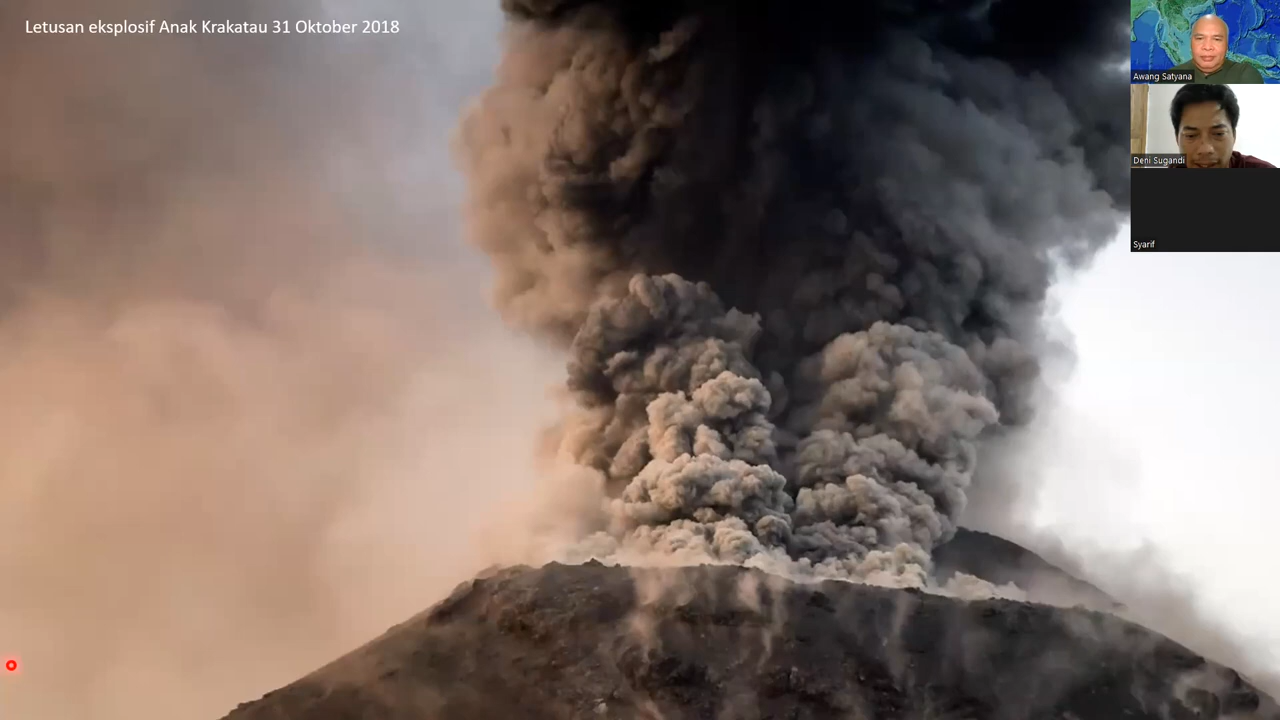 Letusan eksplosif Anak Krakatau 31 Oktober 2018
Awang Satyana
Deni Sugandi
Syarif